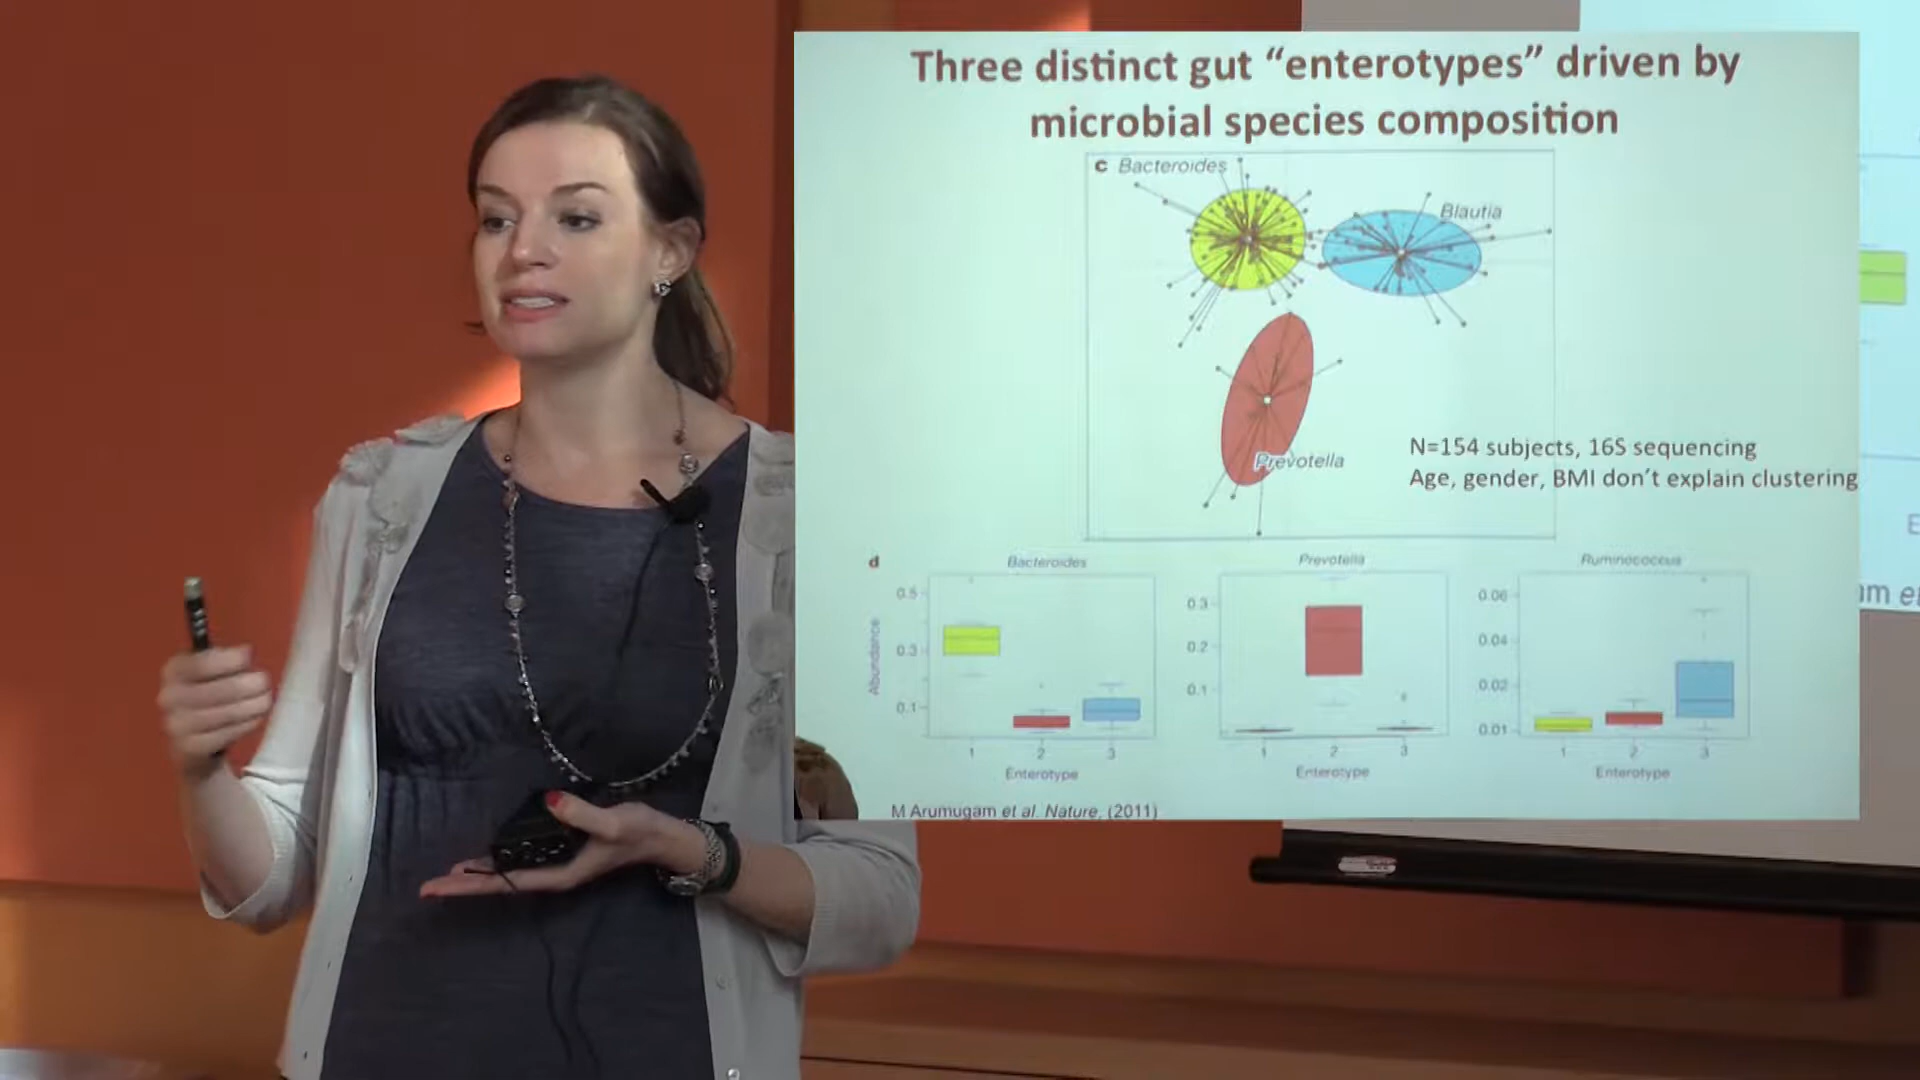 Three distinct gut “enterotypes” driven by
microbial species composition
c Bacteroides
Blautia
Prevotella
N=154 subjects, 16S sequencing
Age, gender, BMI don’t explain clustering
d
Bacteroides
Abundance
0.5
0.3
0.1
1 2 3
Enterotype
Prevotella
0.3
0.2
0.1
1 2 3
Enterotype
Ruminococcus
0.06
0.04
0.02
0.01
1 2 3
Enterotype
M Arumugam et al. Nature, (2011)